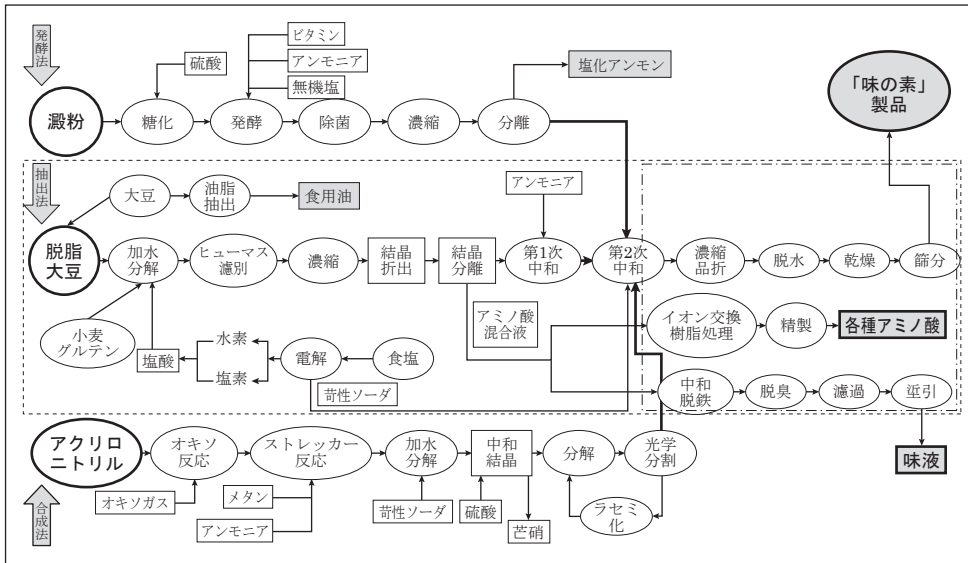 発酵法
ビタミン
硫酸
アンモニア
無機塩
塩化アンモン
「味の素」
製品
澱粉
糖化
発酵
除菌
濃縮
分離
抽出法
大豆
油脂
抽出
食用油
アンモニア
脱脂
大豆
加水
分解
ヒューマス
濾別
濃縮
結晶
折出
結晶
分離
第1次
中和
第2次
中和
濃縮
品折
脱水
乾燥
篩分
小麦
グルテン
塩酸
水素
塩素
電解
食塩
苛性ソーダ
アミノ酸
混合液
イオン交換
樹脂処理
精製
各種アミノ酸
中和
脱鉄
脱臭
濾過
味液
アクリロ
ニトリル
オキソ
反応
ストレッカー
反応
加水
分解
中和
結晶
分解
光学
分割
オキソガス
メタン
アンモニア
苛性ソーダ
硫酸
芒硝
ラセミ
化
合成法